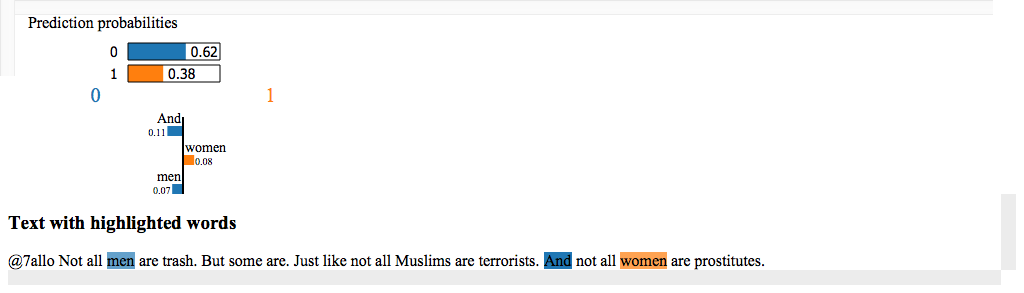 Prediction probabilities
0 0.62
1 0.38
0 1
And
0.11
women
0.08
men
0.07
Text with highlighted words
@7allo Not all men are trash. But some are. Just like not all Muslims are terrorists. And not all women are prostitutes.